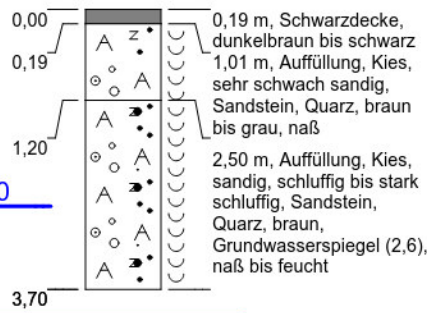 0,00
0,19 m, Schwarzdecke,
dunkelbraun bis schwarz
0,19
1,01 m, Auffüllung, Kies,
sehr schwach sandig,
Sandstein, Quarz, braun
bis grau, naß
1,20
2,50 m, Auffüllung, Kies,
sandig, schluffig bis stark
schluffig, Sandstein,
Quarz, braun,
Grundwasserspiegel (2,6),
naß bis feucht
0
3,70
A z
A
A z
A
A z
A
A z